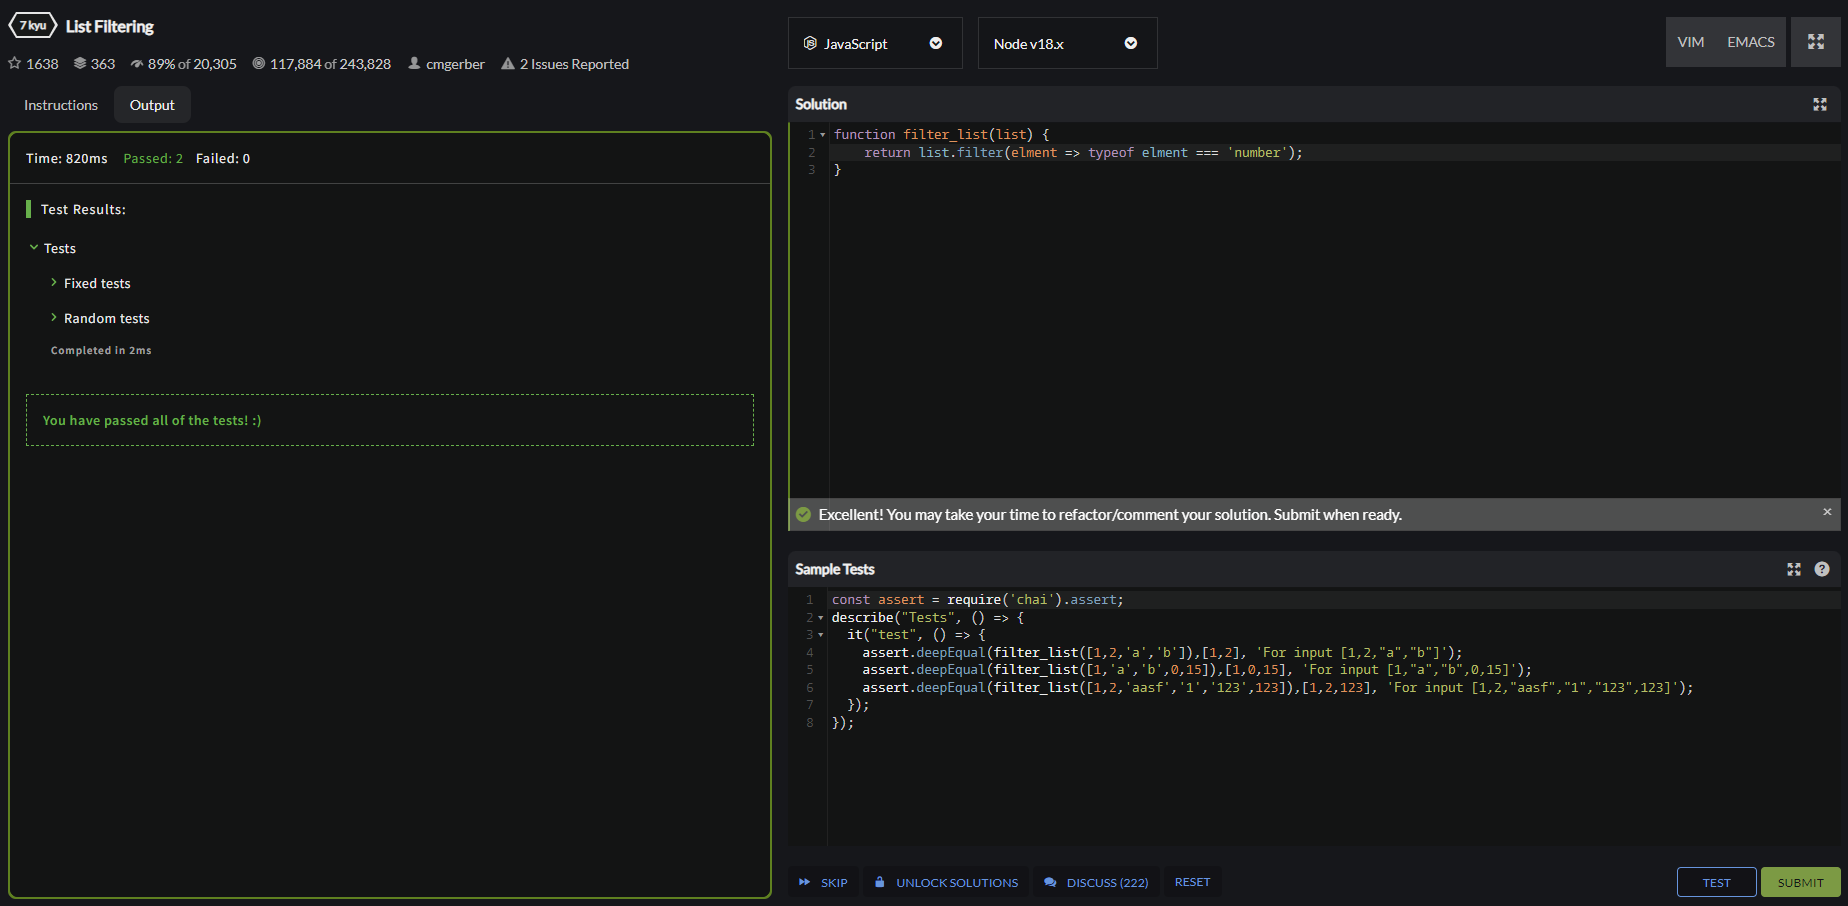 7 kyu List Filtering
1638 363 89% of 20,305 117,884 of 243,828 cmgerber 2 Issues Reported
Instructions Output
Time: 820ms Passed: 2 Failed: 0
Test Results:
Tests
Fixed tests
Random tests
Completed in 2ms
You have passed all of the tests! :)
JavaScript Node v18.x VIM EMACS
Solution
1 function filter_list(list) {
2 return list.filter(elment => typeof elment === 'number');
3 }
Excellent! You may take your time to refactor/comment your solution. Submit when ready. ×
Sample Tests ?
1 const assert = require('chai').assert;
2 describe("Tests", () => {
3 it("test", () => {
4 assert.deepEqual(filter_list([1,2,'a','b']),[1,2], 'For input [1,2,"a","b"]');
5 assert.deepEqual(filter_list([1,'a','b',0,15]),[1,0,15], 'For input [1,"a","b",0,15]');
6 assert.deepEqual(filter_list([1,2,'aasf','1','123',123]),[1,2,123], 'For input [1,2,"aasf","1","123",123]');
7 });
8 });
SKIP UNLOCK SOLUTIONS DISCUSS (222) RESET TEST SUBMIT